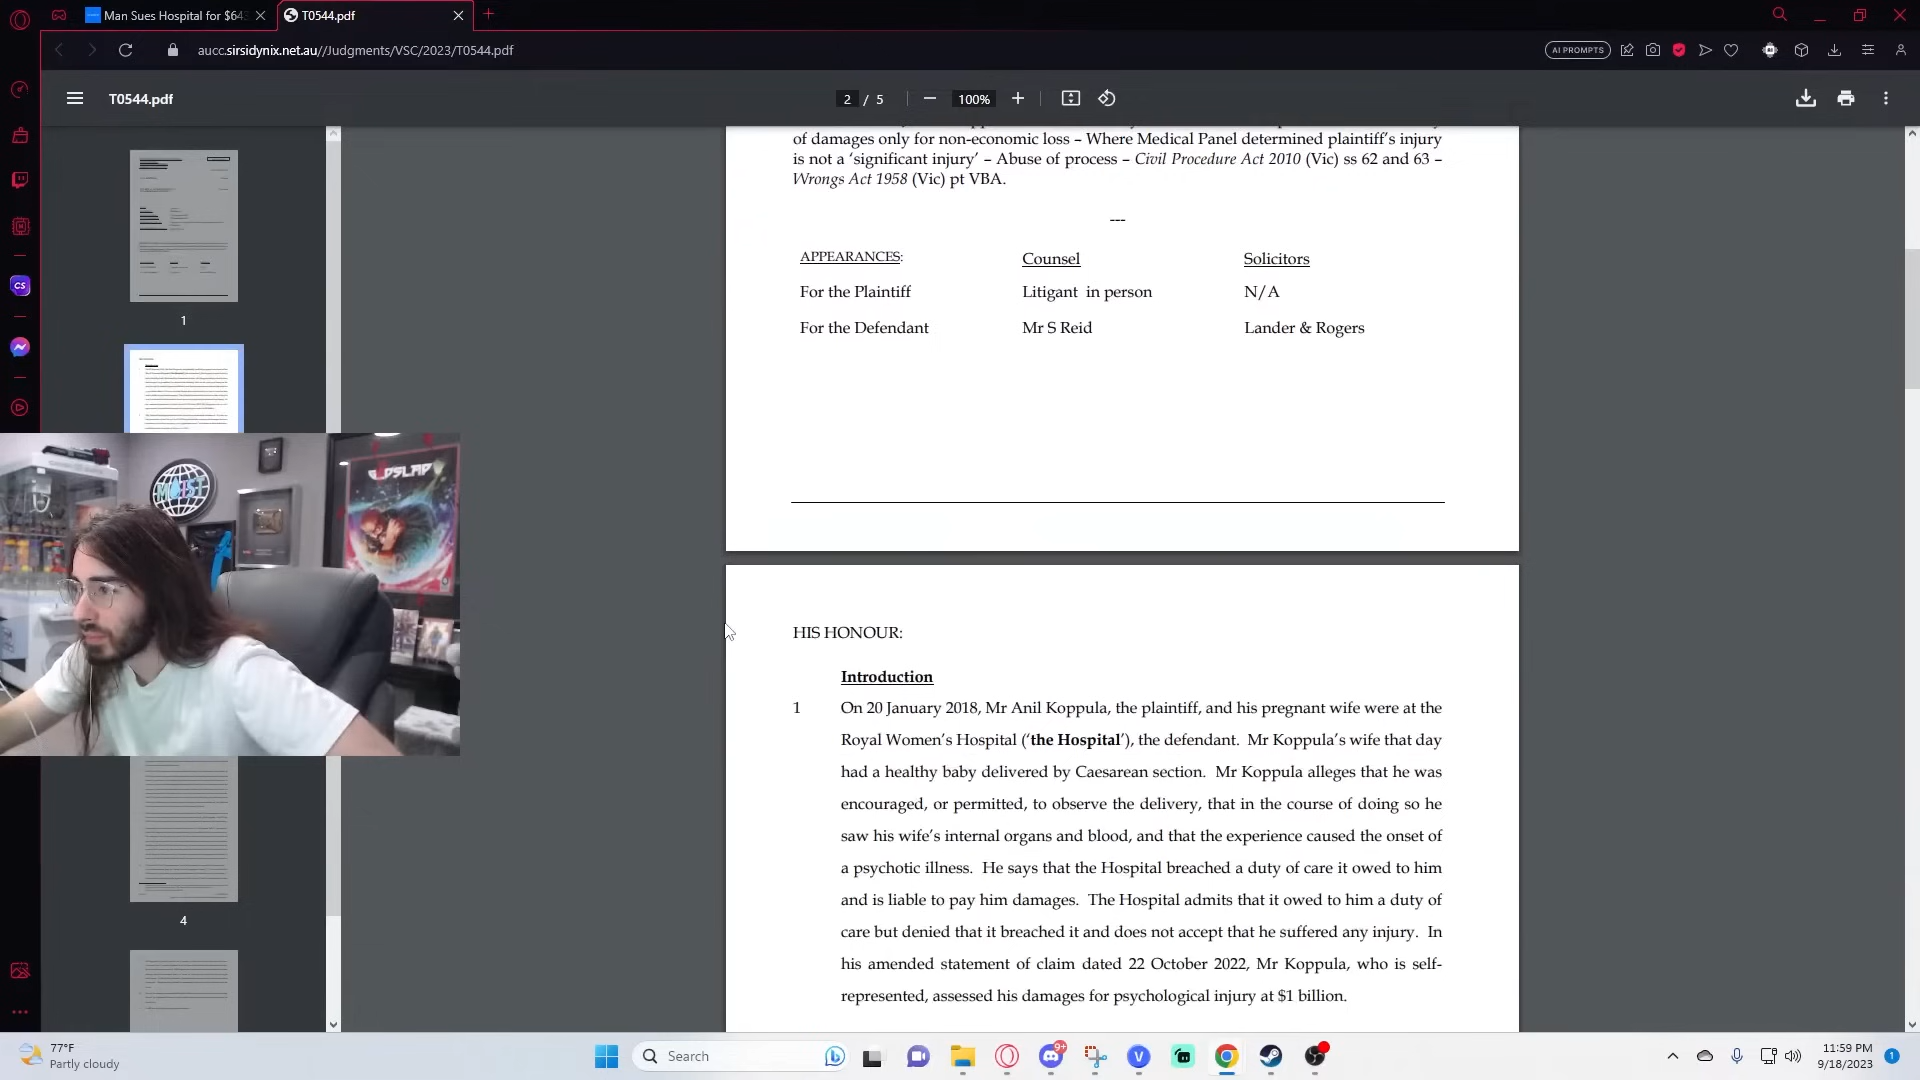 Man Sues Hospital for $64
T0544.pdf
aucc.sirsidynix.net.au//Judgments/VSC/2023/T0544.pdf
AI PROMPTS
T0544.pdf
2 / 5
100%
of damages only for non-economic loss – Where Medical Panel determined plaintiff's injury
is not a 'significant injury' – Abuse of process – Civil Procedure Act 2010 (Vic) ss 62 and 63 –
Wrongs Act 1958 (Vic) pt VBA.
---
APPEARANCES: Counsel Solicitors
For the Plaintiff Litigant in person N/A
For the Defendant Mr S Reid Lander & Rogers
1
4
MOIST
GODSLAP
HIS HONOUR:
Introduction
1 On 20 January 2018, Mr Anil Koppula, the plaintiff, and his pregnant wife were at the
Royal Women's Hospital ('the Hospital'), the defendant. Mr Koppula's wife that day
had a healthy baby delivered by Caesarean section. Mr Koppula alleges that he was
encouraged, or permitted, to observe the delivery, that in the course of doing so he
saw his wife's internal organs and blood, and that the experience caused the onset of
a psychotic illness. He says that the Hospital breached a duty of care it owed to him
and is liable to pay him damages. The Hospital admits that it owed to him a duty of
care but denied that it breached it and does not accept that he suffered any injury. In
his amended statement of claim dated 22 October 2022, Mr Koppula, who is self-
represented, assessed his damages for psychological injury at $1 billion.
77°F
Partly cloudy
Search
9+
11:59 PM
9/18/2023
1